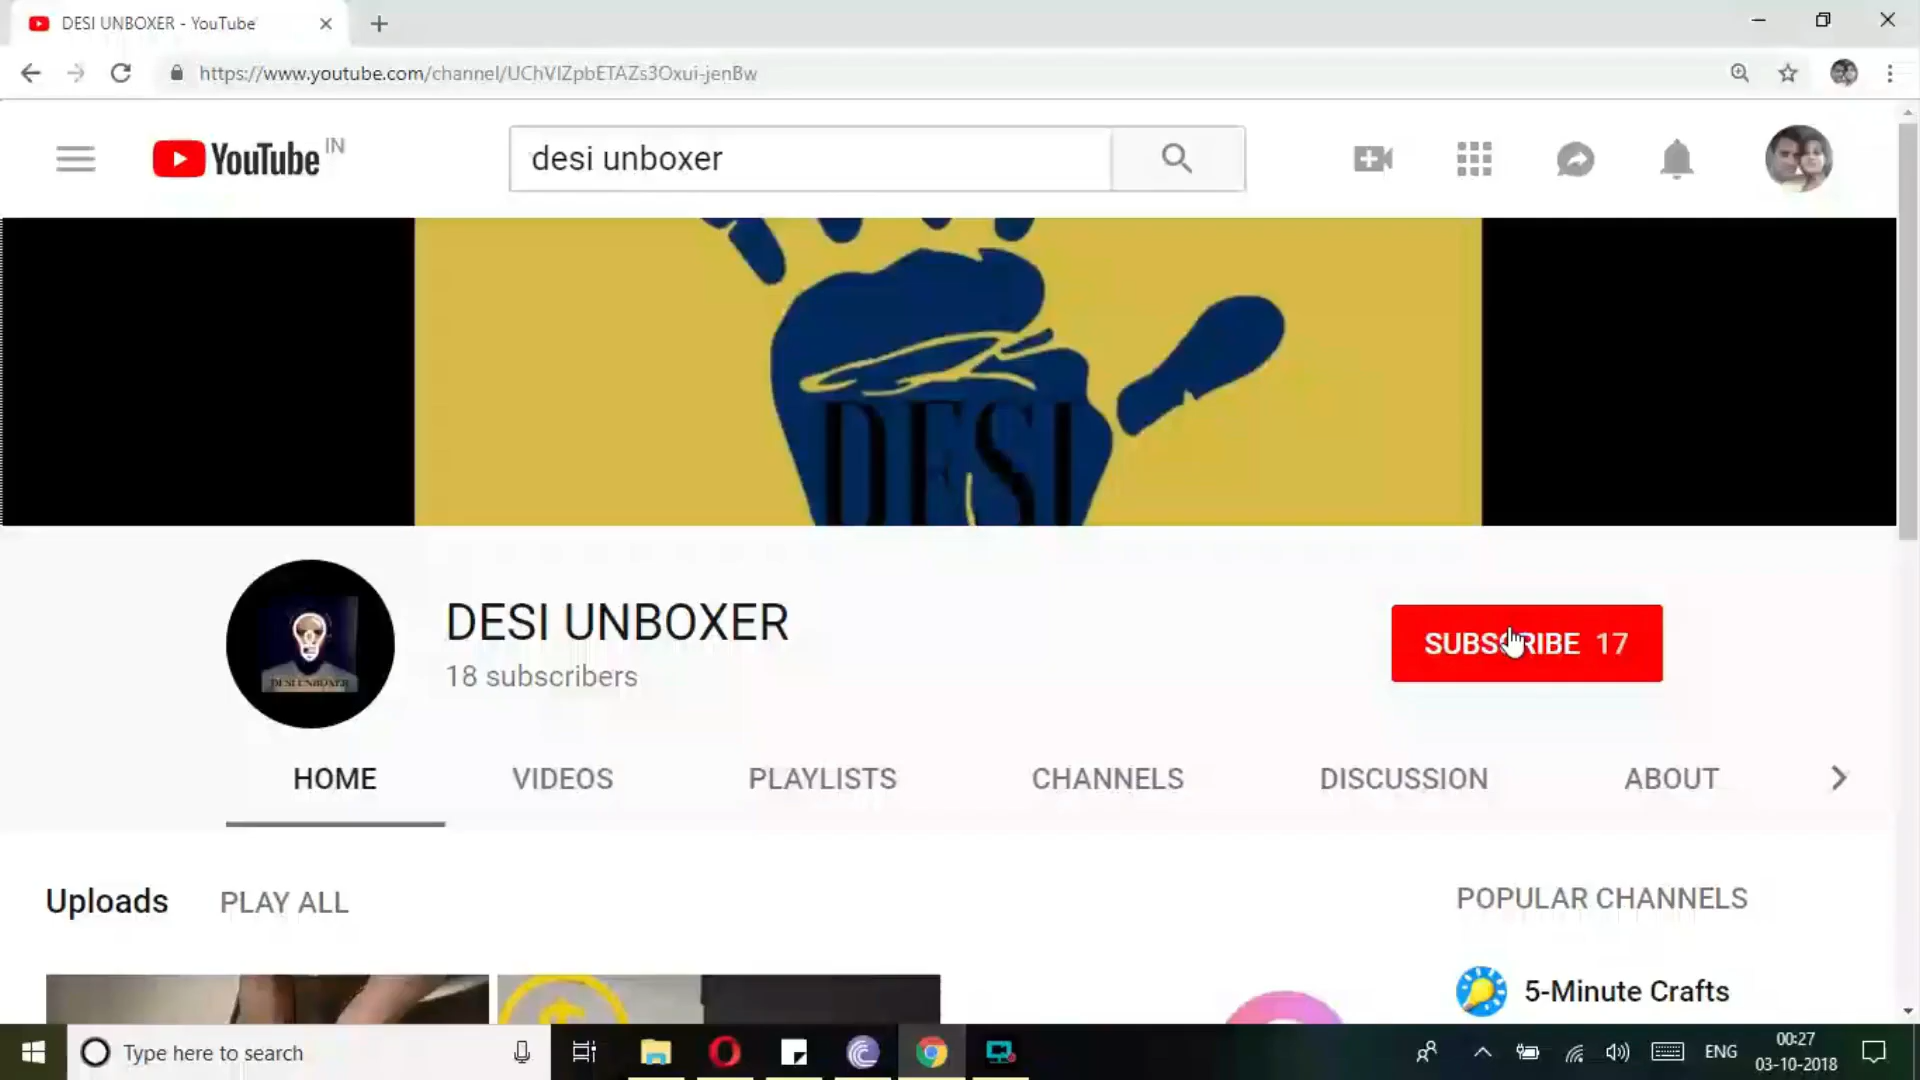 DESI UNBOXER - YouTube
https://www.youtube.com/channel/UChVIZpbETAZs3Oxui-jenBw
YouTube IN
desi unboxer
DESI
DESI UNBOXER
DESI UNBOXER
18 subscribers
SUBSCRIBE 17
HOME VIDEOS PLAYLISTS CHANNELS DISCUSSION ABOUT
Uploads PLAY ALL
POPULAR CHANNELS
5-Minute Crafts
Type here to search
ENG
00:27
03-10-2018